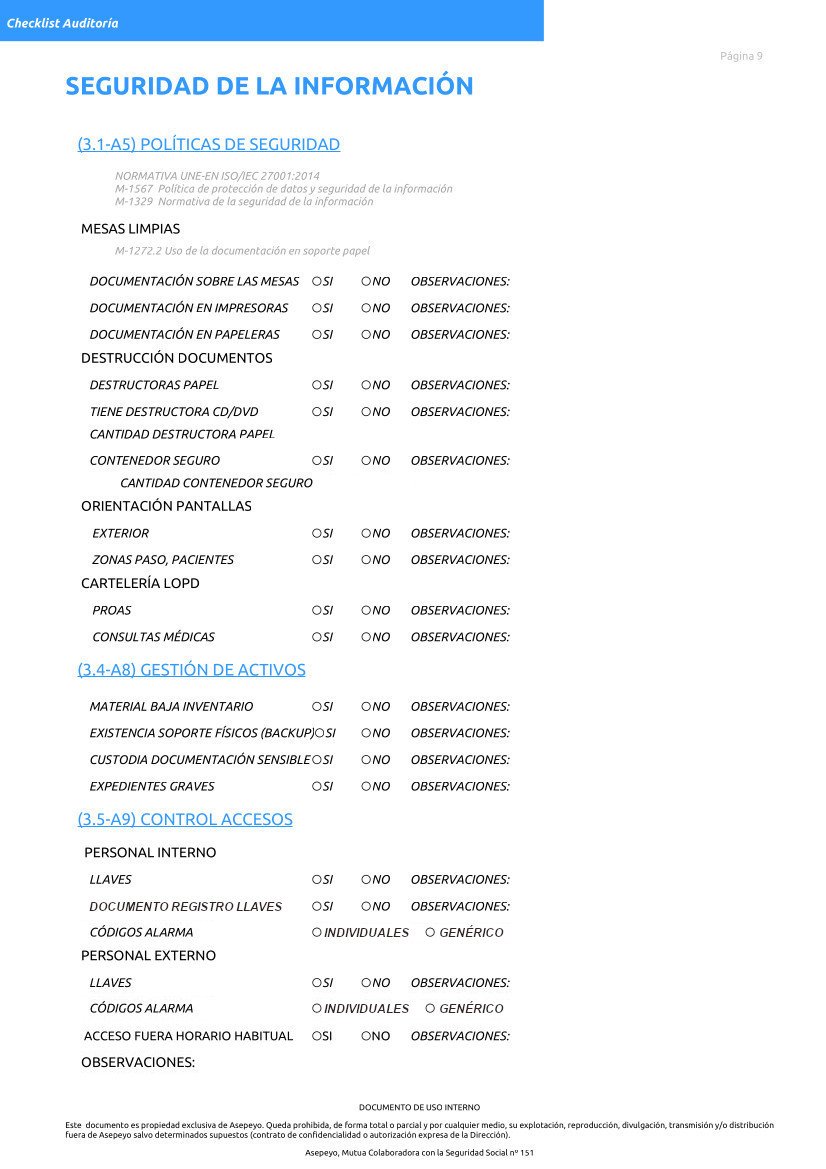 Checklist Auditoría
Página 9
SEGURIDAD DE LA INFORMACIÓN
(3.1-A5) POLÍTICAS DE SEGURIDAD
NORMATIVA UNE-EN ISO/IEC 27001:2014
M-1567 Política de protección de datos y seguridad de la información
M-1329 Normativa de la seguridad de la información
MESAS LIMPIAS
M-1272.2 Uso de la documentación en soporte papel
DOCUMENTACIÓN SOBRE LAS MESAS ○SI ○NO OBSERVACIONES:
DOCUMENTACIÓN EN IMPRESORAS ○SI ○NO OBSERVACIONES:
DOCUMENTACIÓN EN PAPELERAS ○SI ○NO OBSERVACIONES:
DESTRUCCIÓN DOCUMENTOS
DESTRUCTORAS PAPEL ○SI ○NO OBSERVACIONES:
TIENE DESTRUCTORA CD/DVD ○SI ○NO OBSERVACIONES:
CANTIDAD DESTRUCTORA PAPEL
CONTENEDOR SEGURO ○SI ○NO OBSERVACIONES:
CANTIDAD CONTENEDOR SEGURO
ORIENTACIÓN PANTALLAS
EXTERIOR ○SI ○NO OBSERVACIONES:
ZONAS PASO, PACIENTES ○SI ○NO OBSERVACIONES:
CARTELERÍA LOPD
PROAS ○SI ○NO OBSERVACIONES:
CONSULTAS MÉDICAS ○SI ○NO OBSERVACIONES:
(3.4-A8) GESTIÓN DE ACTIVOS
MATERIAL BAJA INVENTARIO ○SI ○NO OBSERVACIONES:
EXISTENCIA SOPORTE FÍSICOS (BACKUP)○SI ○NO OBSERVACIONES:
CUSTODIA DOCUMENTACIÓN SENSIBLE○SI ○NO OBSERVACIONES:
EXPEDIENTES GRAVES ○SI ○NO OBSERVACIONES:
(3.5-A9) CONTROL ACCESOS
PERSONAL INTERNO
LLAVES ○SI ○NO OBSERVACIONES:
DOCUMENTO REGISTRO LLAVES ○SI ○NO OBSERVACIONES:
CÓDIGOS ALARMA ○INDIVIDUALES ○ GENÉRICO
PERSONAL EXTERNO
LLAVES ○SI ○NO OBSERVACIONES:
CÓDIGOS ALARMA ○INDIVIDUALES ○ GENÉRICO
ACCESO FUERA HORARIO HABITUAL ○SI ○NO OBSERVACIONES:
OBSERVACIONES:
DOCUMENTO DE USO INTERNO
Este documento es propiedad exclusiva de Asepeyo. Queda prohibida, de forma total o parcial y por cualquier medio, su explotación, reproducción, divulgación, transmisión y/o distribución
fuera de Asepeyo salvo determinados supuestos (contrato de confidencialidad o autorización expresa de la Dirección).
Asepeyo, Mutua Colaboradora con la Seguridad Social nº 151